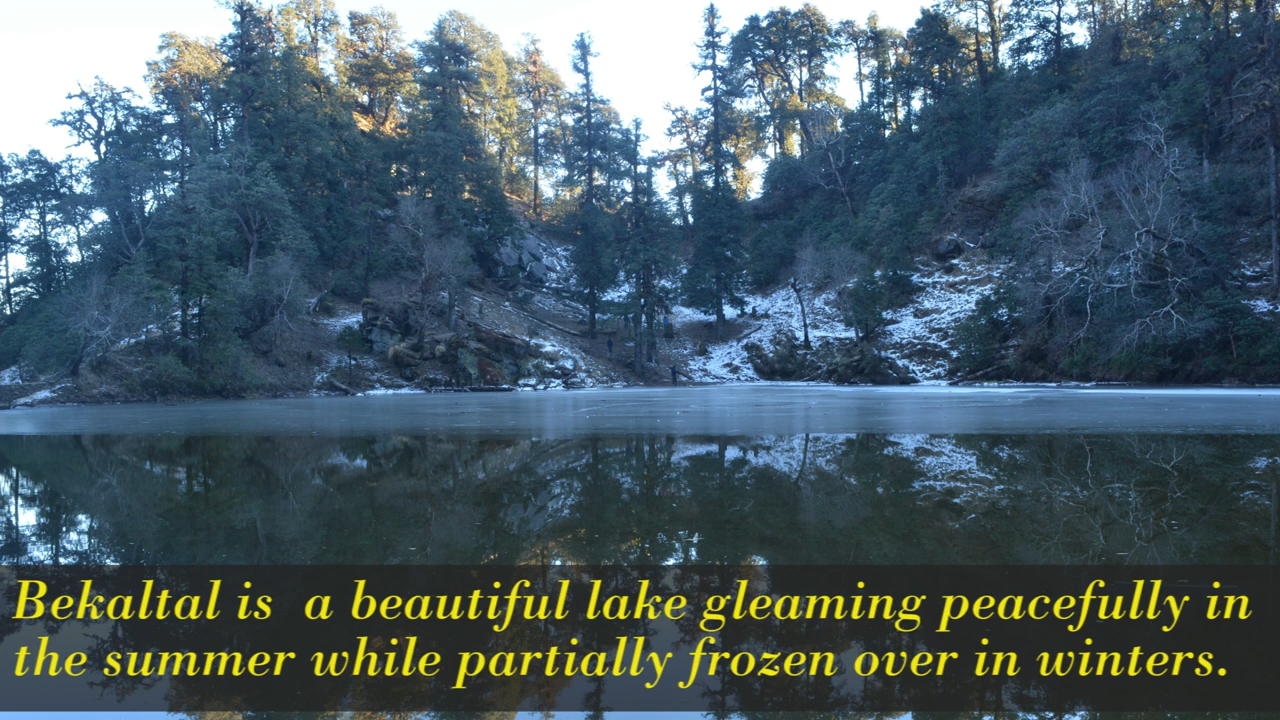 Bekaltal is  a beautiful lake gleaming peacefully in
the summer while partially frozen over in winters.